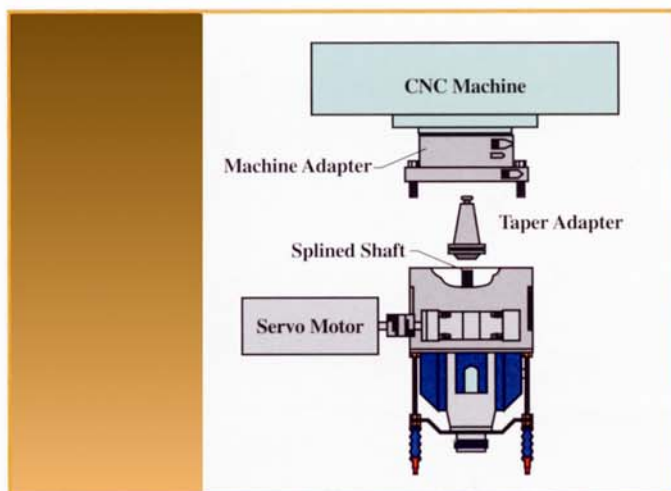 CNC Machine
Machine Adapter
Taper Adapter
Splined Shaft
Servo Motor